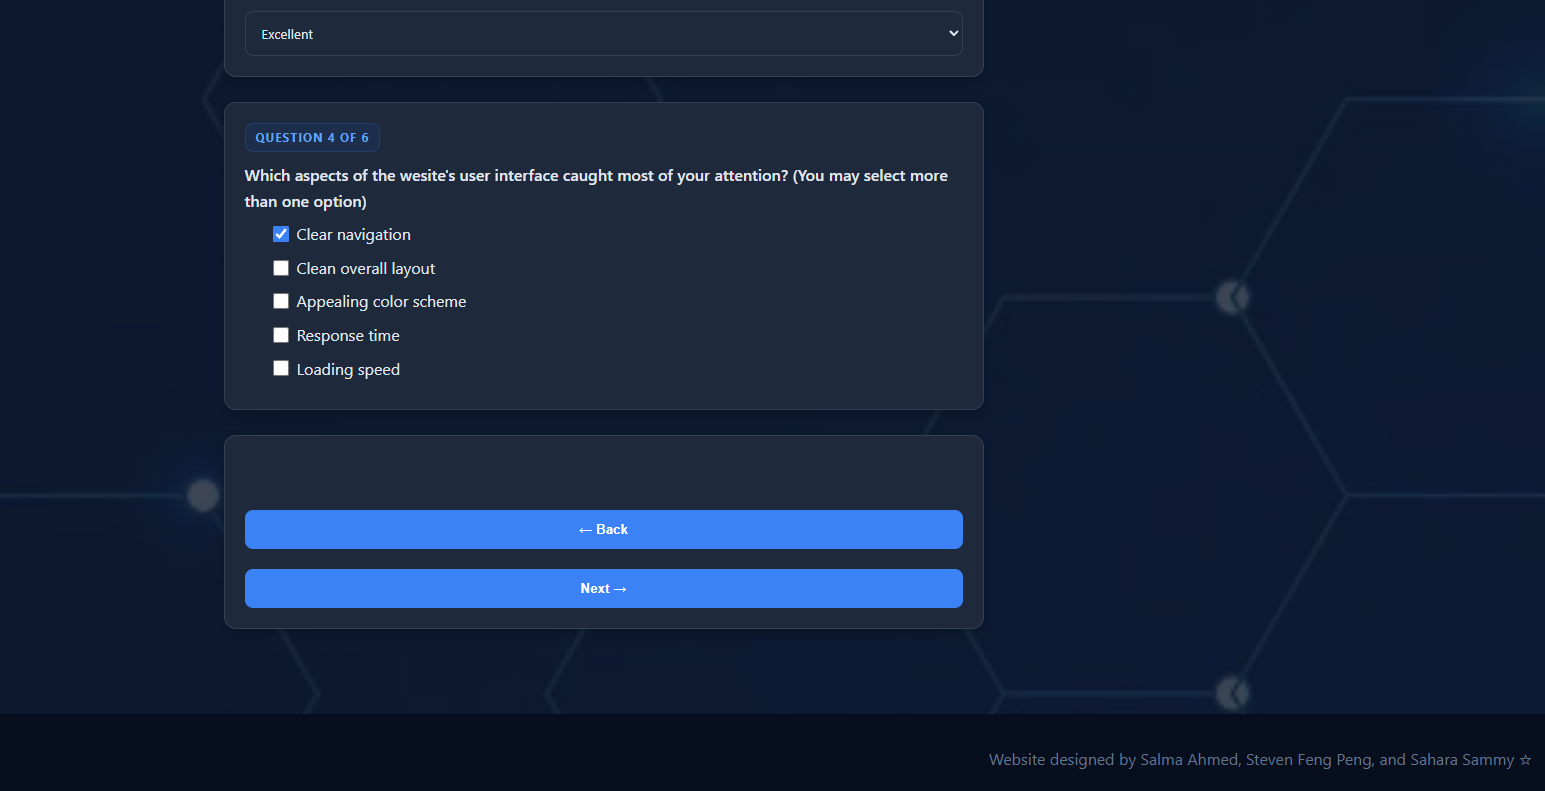 Excellent
QUESTION 4 OF 6
Which aspects of the wesite's user interface caught most of your attention? (You may select more
than one option)
Clear navigation
Clean overall layout
Appealing color scheme
Response time
Loading speed
← Back
Next →
Website designed by Salma Ahmed, Steven Feng Peng, and Sahara Sammy ☆